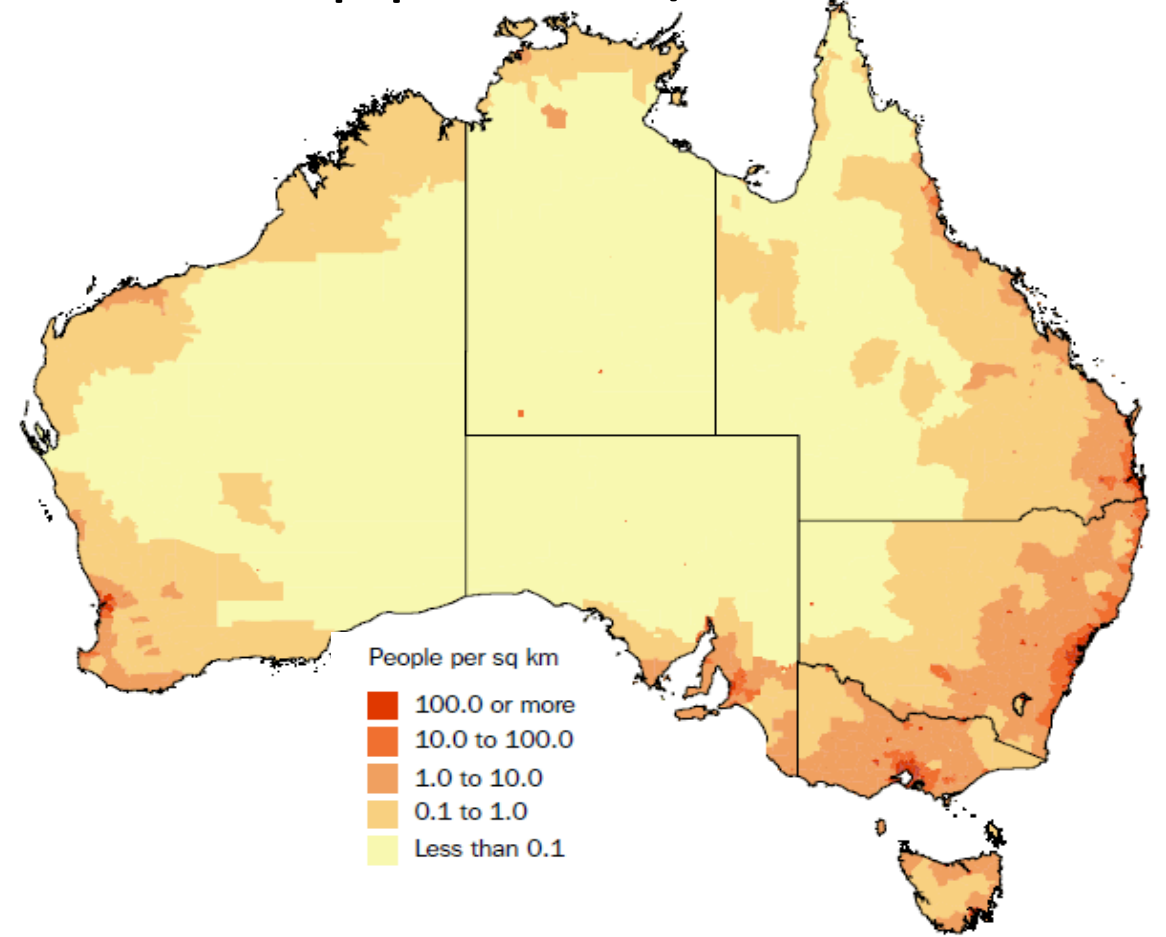 People per sq km
100.0 or more
10.0 to 100.0
1.0 to 10.0
0.1 to 1.0
Less than 0.1